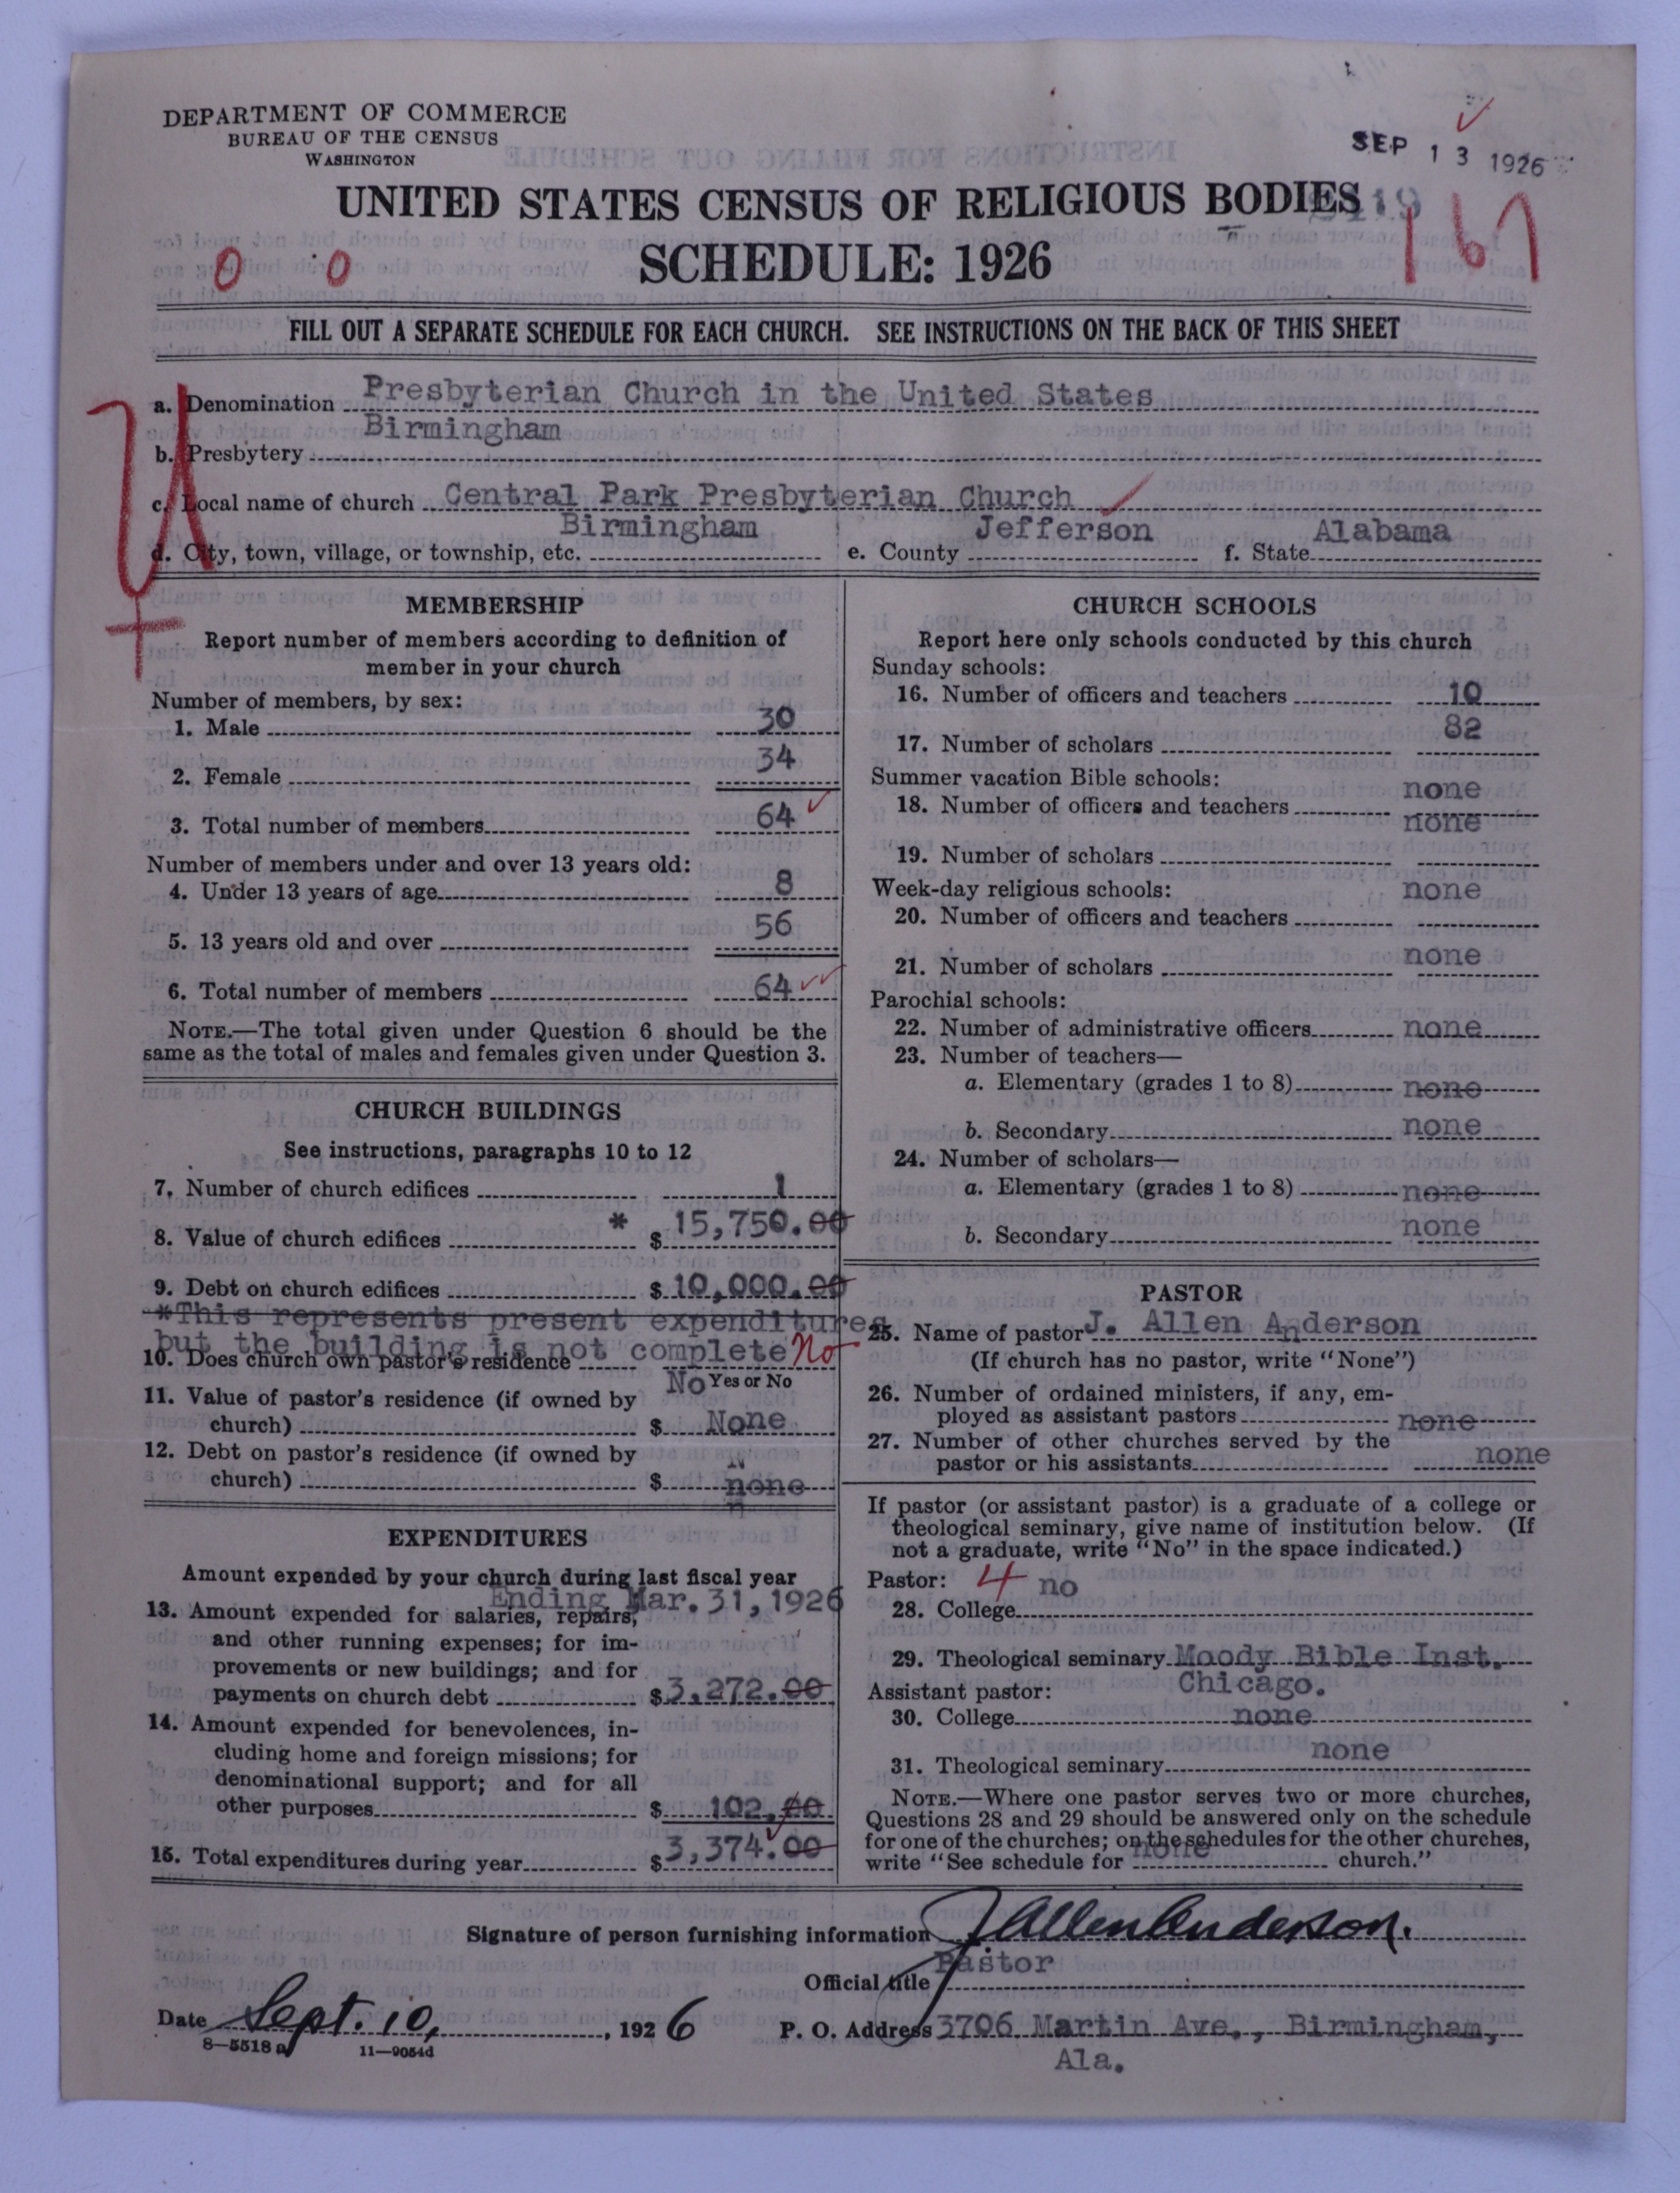 DEPARTMENT OF COMMERCE
BUREAU OF THE CENSUS
WASHINGTON
SEP 13 1926
UNITED STATES CENSUS OF RELIGIOUS BODIES
SCHEDULE: 1926
0 0
167
FILL OUT A SEPARATE SCHEDULE FOR EACH CHURCH. SEE INSTRUCTIONS ON THE BACK OF THIS SHEET
a. Denomination Presbyterian Church in the United States
b. Presbytery Birmingham
c. Local name of church Central Park Presbyterian Church
d. City, town, village, or township, etc. Birmingham e. County Jefferson f. State Alabama
MEMBERSHIP
Report number of members according to definition of
member in your church
Number of members, by sex:
1. Male 30
2. Female 34
3. Total number of members 64
Number of members under and over 13 years old:
4. Under 13 years of age 8
5. 13 years old and over 56
6. Total number of members 64
NOTE.—The total given under Question 6 should be the
same as the total of males and females given under Question 3.
CHURCH BUILDINGS
See instructions, paragraphs 10 to 12
7. Number of church edifices 1
8. Value of church edifices * $ 15,750.00
9. Debt on church edifices $ 10,000.00
*This represents present expenditures
but the building is not complete
10. Does church own pastor's residence No
No Yes or No
11. Value of pastor's residence (if owned by
church) $ None
12. Debt on pastor's residence (if owned by
church) $ none
EXPENDITURES
Amount expended by your church during last fiscal year
Ending Mar. 31, 1926
13. Amount expended for salaries, repairs,
and other running expenses; for im-
provements or new buildings; and for
payments on church debt $ 3,272.00
14. Amount expended for benevolences, in-
cluding home and foreign missions; for
denominational support; and for all
other purposes $ 102.00
15. Total expenditures during year $ 3,374.00
CHURCH SCHOOLS
Report here only schools conducted by this church
Sunday schools:
16. Number of officers and teachers 10
17. Number of scholars 82
Summer vacation Bible schools:
18. Number of officers and teachers none
19. Number of scholars none
Week-day religious schools:
20. Number of officers and teachers none
21. Number of scholars none
Parochial schools:
22. Number of administrative officers none
23. Number of teachers—
a. Elementary (grades 1 to 8) none
b. Secondary none
24. Number of scholars—
a. Elementary (grades 1 to 8) none
b. Secondary none
PASTOR
25. Name of pastor J. Allen Anderson
(If church has no pastor, write "None")
26. Number of ordained ministers, if any, em-
ployed as assistant pastors none
27. Number of other churches served by the
pastor or his assistants none
If pastor (or assistant pastor) is a graduate of a college or
theological seminary, give name of institution below. (If
not a graduate, write "No" in the space indicated.)
Pastor: 4 no
28. College
29. Theological seminary Moody Bible Inst.
Chicago.
Assistant pastor:
30. College none
31. Theological seminary none
NOTE.—Where one pastor serves two or more churches,
Questions 28 and 29 should be answered only on the schedule
for one of the churches; on the schedules for the other churches,
write "See schedule for none church."
Signature of person furnishing information J. Allen Anderson.
Official title Pastor
Date Sept. 10, 1926 P. O. Address 3706 Martin Ave., Birmingham,
Ala.
8—5518 a 11—9054d